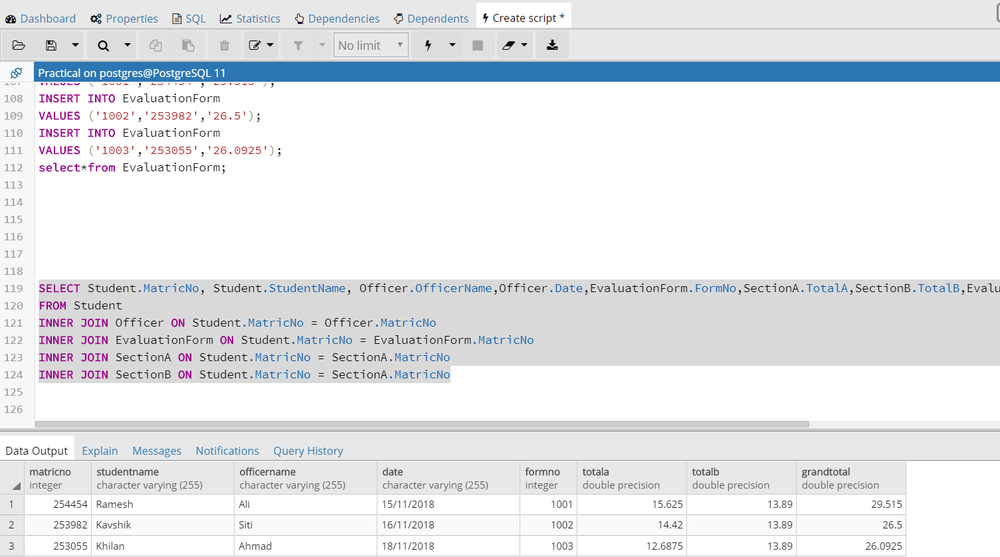 Dashboard Properties SQL Statistics Dependencies Dependents Create script *
No limit
Practical on postgres@PostgreSQL 11
108 INSERT INTO EvaluationForm
109 VALUES ('1002','253982','26.5');
110 INSERT INTO EvaluationForm
111 VALUES ('1003','253055','26.0925');
112 select*from EvaluationForm;
113
114
115
116
117
118
119 SELECT Student.MatricNo, Student.StudentName, Officer.OfficerName,Officer.Date,EvaluationForm.FormNo,SectionA.TotalA,SectionB.TotalB,Evalu
120 FROM Student
121 INNER JOIN Officer ON Student.MatricNo = Officer.MatricNo
122 INNER JOIN EvaluationForm ON Student.MatricNo = EvaluationForm.MatricNo
123 INNER JOIN SectionA ON Student.MatricNo = SectionA.MatricNo
124 INNER JOIN SectionB ON Student.MatricNo = SectionA.MatricNo
125
126
Data Output Explain Messages Notifications Query History
matricno studentname officername date formno totala totalb grandtotal
integer character varying (255) character varying (255) character varying (255) integer double precision double precision double precision
1 254454 Ramesh Ali 15/11/2018 1001 15.625 13.89 29.515
2 253982 Kavshik Siti 16/11/2018 1002 14.42 13.89 26.5
3 253055 Khilan Ahmad 18/11/2018 1003 12.6875 13.89 26.0925